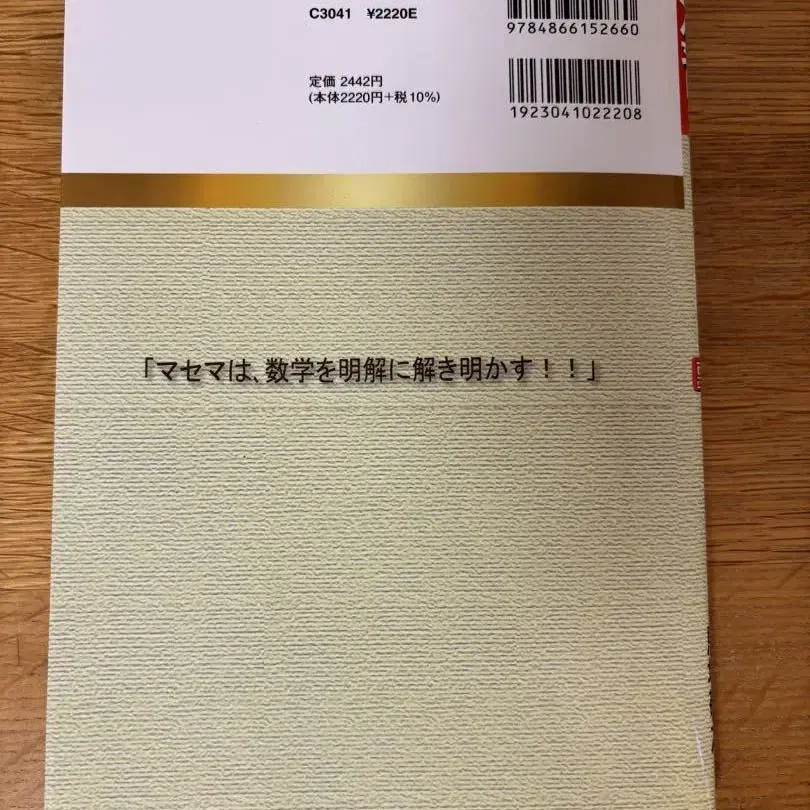 C3041 ¥2220E
9784866152660
定価 2442円
(本体2220円+税10%)
1923041022208
「マセマは、数学を明解に解き明かす!!」